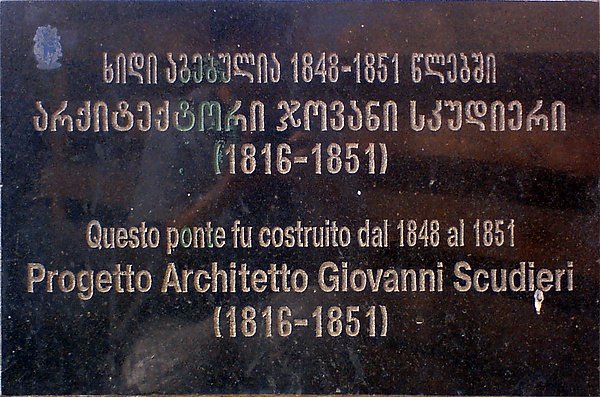 ხიდი აგებულია 1848-1851 წლებში
არქიტექტორი ჯოვანი სკუდიერი
(1816-1851)
Questo ponte fu costruito dal 1848 al 1851
Progetto Architetto Giovanni Scudieri
(1816-1851)